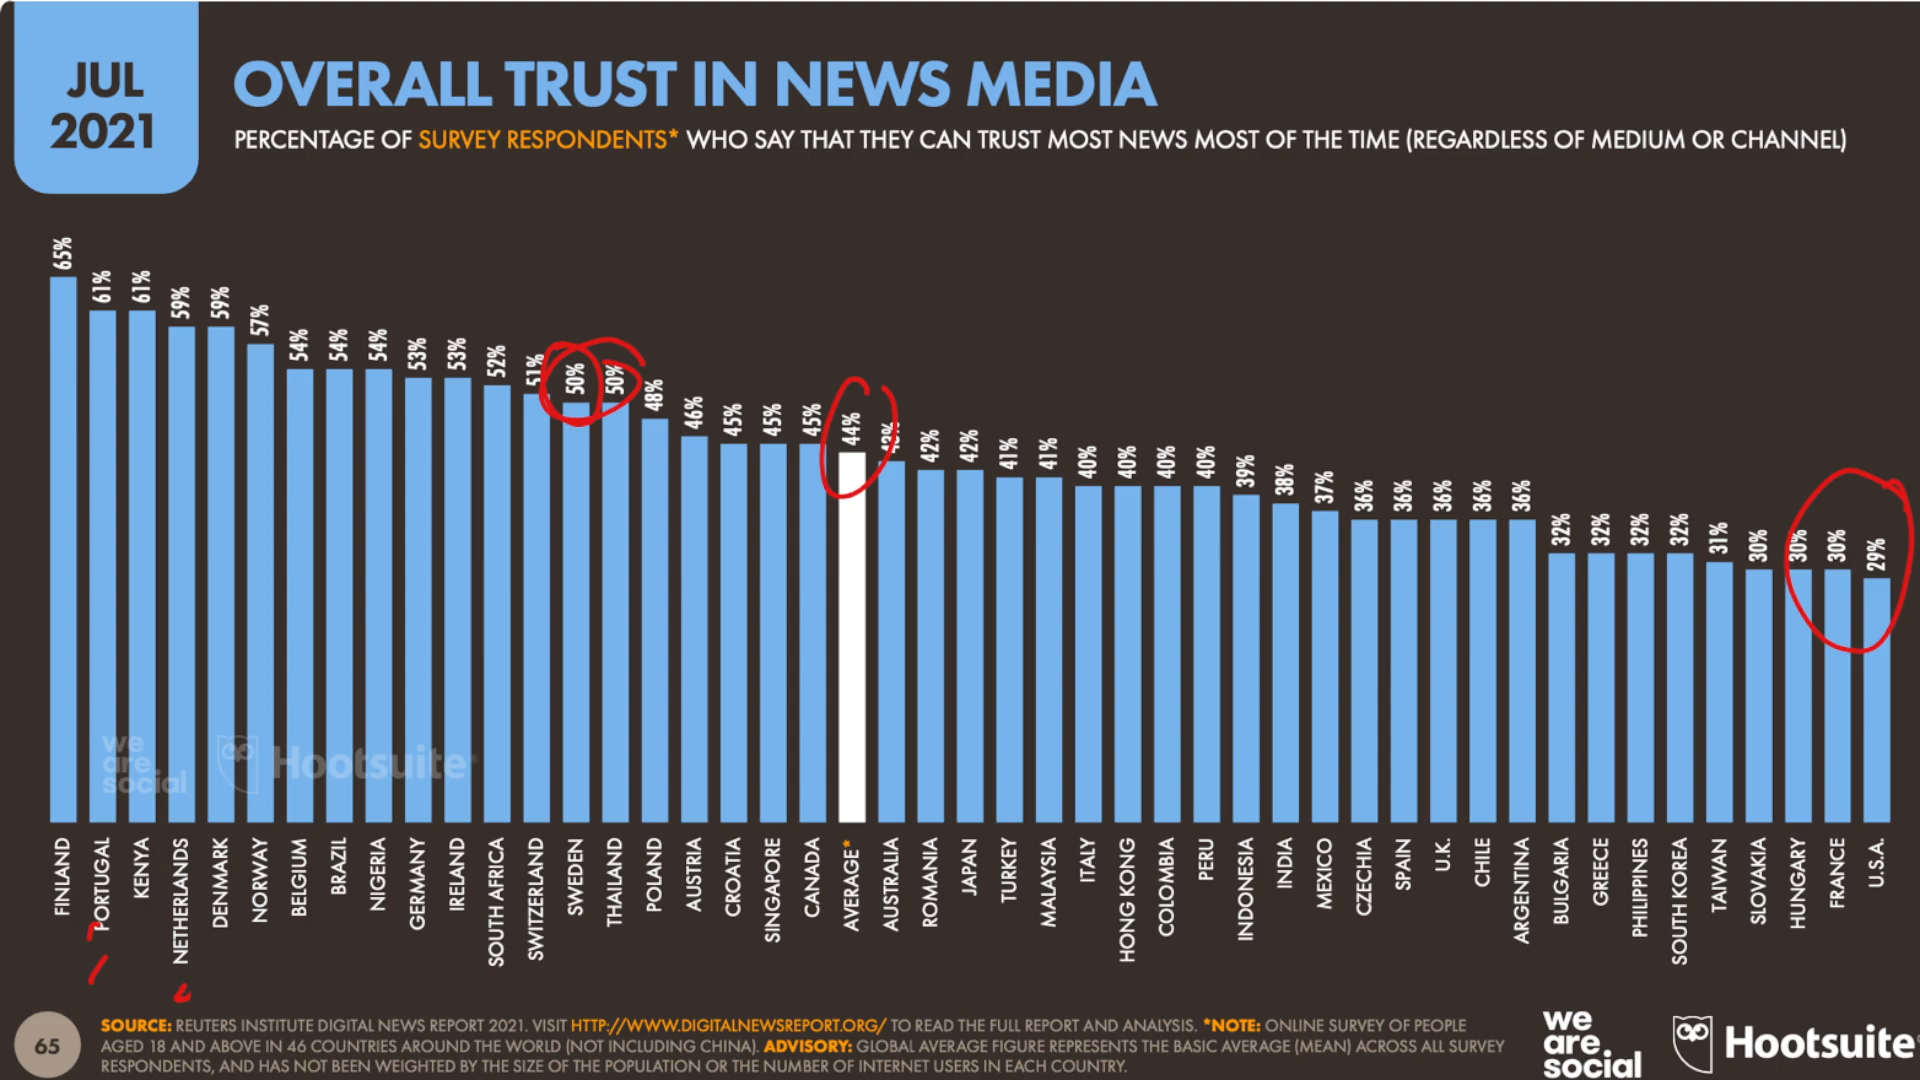 JUL
2021
OVERALL TRUST IN NEWS MEDIA
PERCENTAGE OF SURVEY RESPONDENTS* WHO SAY THAT THEY CAN TRUST MOST NEWS MOST OF THE TIME (REGARDLESS OF MEDIUM OR CHANNEL)
65%
61%
61%
59%
59%
57%
54%
54%
54%
53%
53%
52%
51%
50%
50%
48%
46%
45%
45%
45%
44%
43%
42%
42%
41%
41%
40%
40%
40%
40%
39%
38%
37%
36%
36%
36%
36%
36%
32%
32%
32%
32%
31%
30%
30%
30%
29%
we
are
social
Hootsuite
FINLAND
PORTUGAL
KENYA
NETHERLANDS
DENMARK
NORWAY
BELGIUM
BRAZIL
NIGERIA
GERMANY
IRELAND
SOUTH AFRICA
SWITZERLAND
SWEDEN
THAILAND
POLAND
AUSTRIA
CROATIA
SINGAPORE
CANADA
AVERAGE*
AUSTRALIA
ROMANIA
JAPAN
TURKEY
MALAYSIA
ITALY
HONG KONG
COLOMBIA
PERU
INDONESIA
INDIA
MEXICO
CZECHIA
SPAIN
U.K.
CHILE
ARGENTINA
BULGARIA
GREECE
PHILIPPINES
SOUTH KOREA
TAIWAN
SLOVAKIA
HUNGARY
FRANCE
U.S.A.
65
SOURCE: REUTERS INSTITUTE DIGITAL NEWS REPORT 2021. VISIT HTTP://WWW.DIGITALNEWSREPORT.ORG/ TO READ THE FULL REPORT AND ANALYSIS. *NOTE: ONLINE SURVEY OF PEOPLE
AGED 18 AND ABOVE IN 46 COUNTRIES AROUND THE WORLD (NOT INCLUDING CHINA). ADVISORY: GLOBAL AVERAGE FIGURE REPRESENTS THE BASIC AVERAGE (MEAN) ACROSS ALL SURVEY
RESPONDENTS, AND HAS NOT BEEN WEIGHTED BY THE SIZE OF THE POPULATION OR THE NUMBER OF INTERNET USERS IN EACH COUNTRY.
we
are
social
Hootsuite